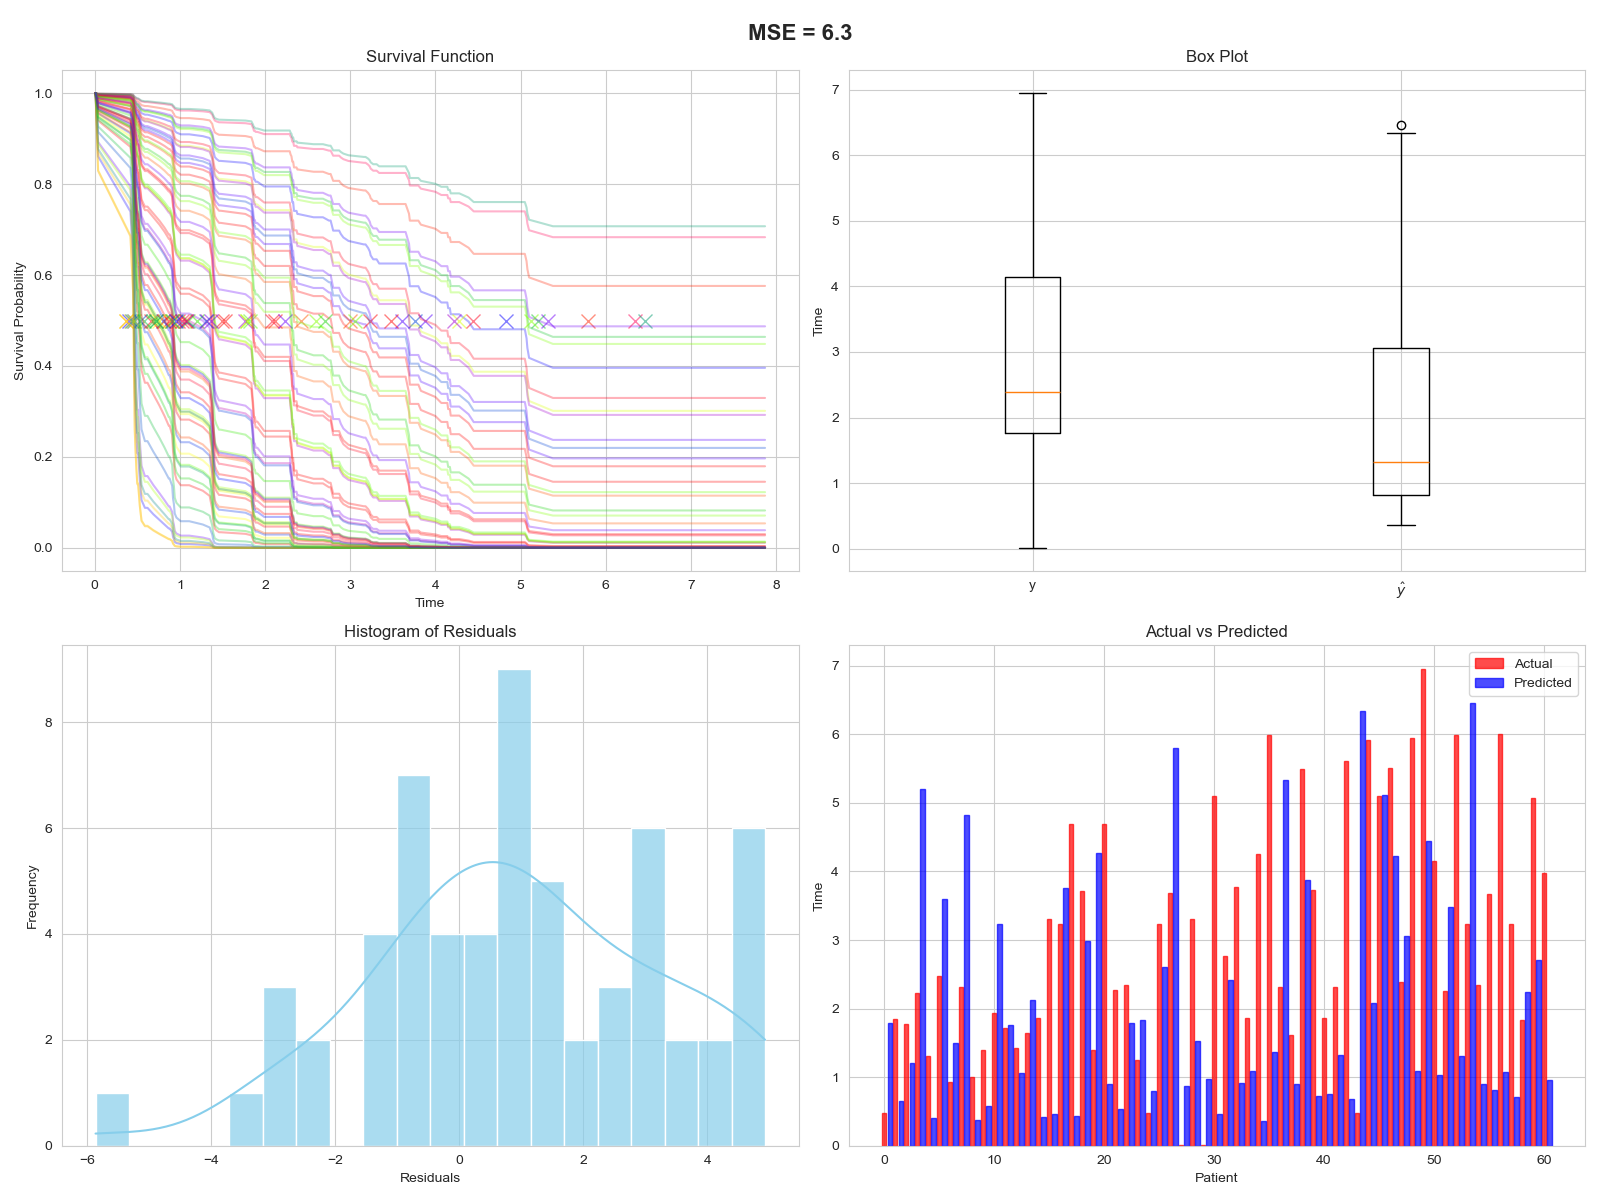 MSE = 6.3
Survival Function
Survival Probability
1.0
0.8
0.6
0.4
0.2
0.0
0 1 2 3 4 5 6 7 8
Time
Box Plot
Time
7
6
5
4
3
2
1
0
y ŷ
Histogram of Residuals
Frequency
8
6
4
2
0
−6 −4 −2 0 2 4
Residuals
Actual vs Predicted
Actual
Predicted
Time
7
6
5
4
3
2
1
0
0 10 20 30 40 50 60
Patient